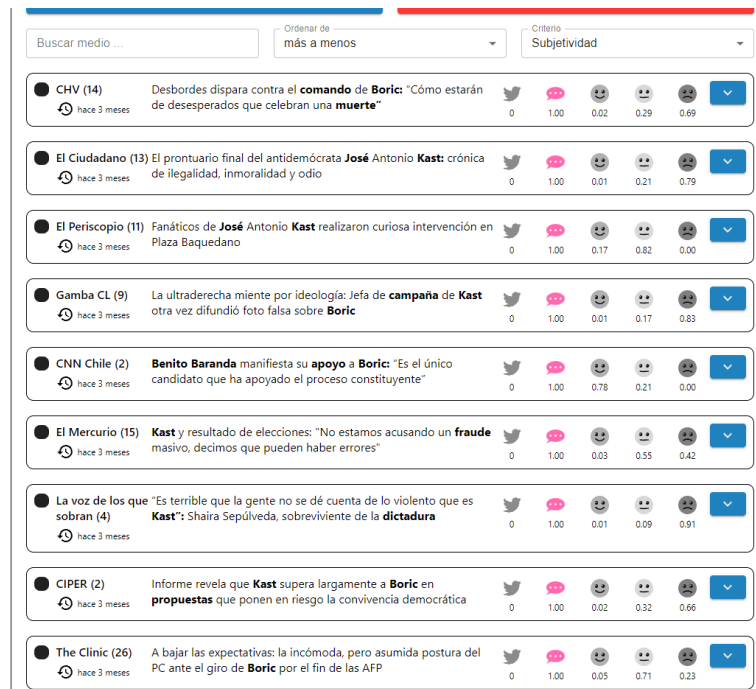 Buscar medio ...
Ordenar de
más a menos
Criterio
Subjetividad
CHV (14)
hace 3 meses
Desbordes dispara contra el comando de Boric: "Cómo estarán
de desesperados que celebran una muerte"
0 1.00 0.02 0.29 0.69
El Ciudadano (13)
hace 3 meses
El prontuario final del antidemócrata José Antonio Kast: crónica
de ilegalidad, inmoralidad y odio
0 1.00 0.01 0.21 0.79
El Periscopio (11)
hace 3 meses
Fanáticos de José Antonio Kast realizaron curiosa intervención en
Plaza Baquedano
0 1.00 0.17 0.82 0.00
Gamba CL (9)
hace 3 meses
La ultraderecha miente por ideología: Jefa de campaña de Kast
otra vez difundió foto falsa sobre Boric
0 1.00 0.01 0.17 0.83
CNN Chile (2)
hace 3 meses
Benito Baranda manifiesta su apoyo a Boric: "Es el único
candidato que ha apoyado el proceso constituyente"
0 1.00 0.78 0.21 0.00
El Mercurio (15)
hace 3 meses
Kast y resultado de elecciones: "No estamos acusando un fraude
masivo, decimos que pueden haber errores"
0 1.00 0.03 0.55 0.42
La voz de los que
sobran (4)
hace 3 meses
"Es terrible que la gente no se dé cuenta de lo violento que es
Kast": Shaira Sepúlveda, sobreviviente de la dictadura
0 1.00 0.01 0.09 0.91
CIPER (2)
hace 3 meses
Informe revela que Kast supera largamente a Boric en
propuestas que ponen en riesgo la convivencia democrática
0 1.00 0.02 0.32 0.66
The Clinic (26)
hace 3 meses
A bajar las expectativas: la incómoda, pero asumida postura del
PC ante el giro de Boric por el fin de las AFP
0 1.00 0.05 0.71 0.23